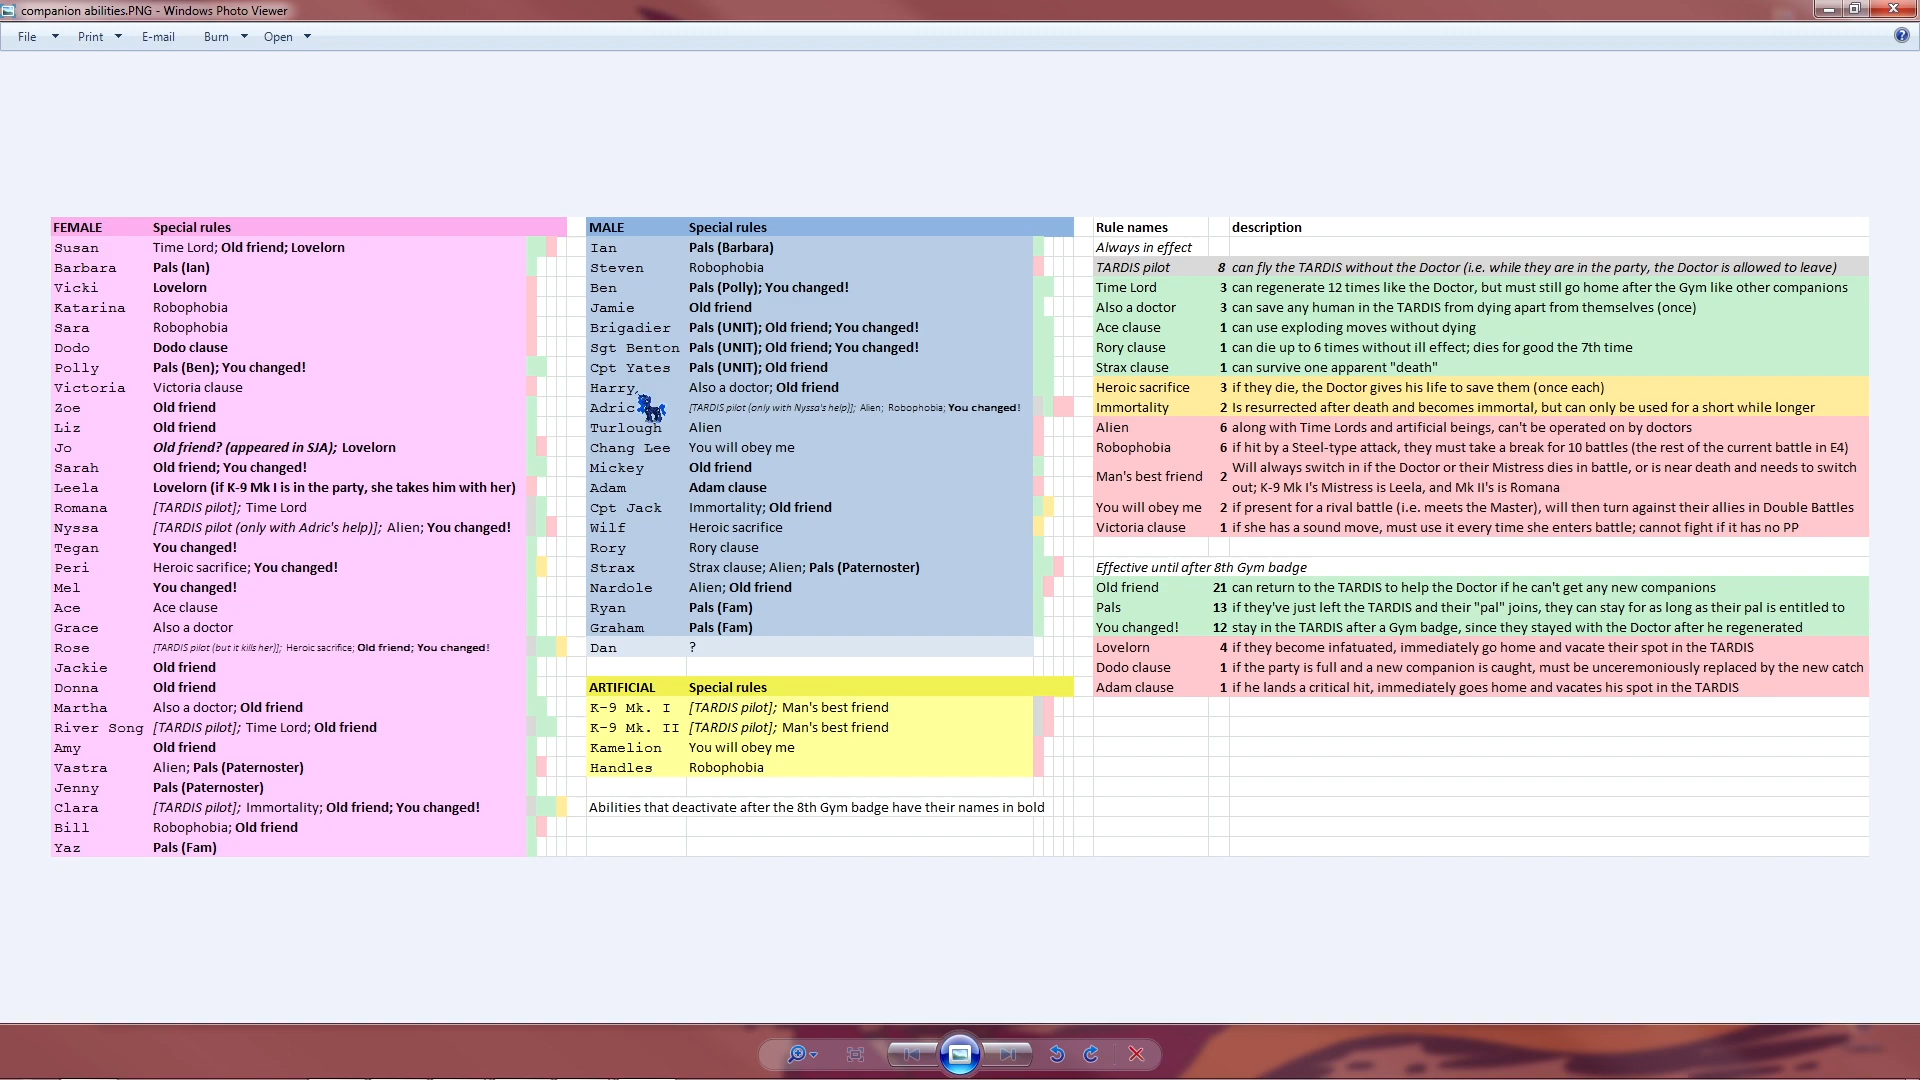 companion abilities.PNG - Windows Photo Viewer
File Print E-mail Burn Open
FEMALE Special rules
Susan Time Lord; Old friend; Lovelorn
Barbara Pals (Ian)
Vicki Lovelorn
Katarina Robophobia
Sara Robophobia
Dodo Dodo clause
Polly Pals (Ben); You changed!
Victoria Victoria clause
Zoe Old friend
Liz Old friend
Jo Old friend? (appeared in SJA); Lovelorn
Sarah Old friend; You changed!
Leela Lovelorn (if K-9 Mk I is in the party, she takes him with her)
Romana [TARDIS pilot]; Time Lord
Nyssa [TARDIS pilot (only with Adric's help)]; Alien; You changed!
Tegan You changed!
Peri Heroic sacrifice; You changed!
Mel You changed!
Ace Ace clause
Grace Also a doctor
Rose [TARDIS pilot (but it kills her)]; Heroic sacrifice; Old friend; You changed!
Jackie Old friend
Donna Old friend
Martha Also a doctor; Old friend
River Song [TARDIS pilot]; Time Lord; Old friend
Amy Old friend
Vastra Alien; Pals (Paternoster)
Jenny Pals (Paternoster)
Clara [TARDIS pilot]; Immortality; Old friend; You changed!
Bill Robophobia; Old friend
Yaz Pals (Fam)
MALE Special rules
Ian Pals (Barbara)
Steven Robophobia
Ben Pals (Polly); You changed!
Jamie Old friend
Brigadier Pals (UNIT); Old friend; You changed!
Sgt Benton Pals (UNIT); Old friend; You changed!
Cpt Yates Pals (UNIT); Old friend
Harry Also a doctor; Old friend
Adric [TARDIS pilot (only with Nyssa's help)]; Alien; Robophobia; You changed!
Turlough Alien
Chang Lee You will obey me
Mickey Old friend
Adam Adam clause
Cpt Jack Immortality; Old friend
Wilf Heroic sacrifice
Rory Rory clause
Strax Strax clause; Alien; Pals (Paternoster)
Nardole Alien; Old friend
Ryan Pals (Fam)
Graham Pals (Fam)
Dan ?
ARTIFICIAL Special rules
K-9 Mk. I [TARDIS pilot]; Man's best friend
K-9 Mk. II [TARDIS pilot]; Man's best friend
Kamelion You will obey me
Handles Robophobia
Abilities that deactivate after the 8th Gym badge have their names in bold
Rule names description
Always in effect
TARDIS pilot 8 can fly the TARDIS without the Doctor (i.e. while they are in the party, the Doctor is allowed to leave)
Time Lord 3 can regenerate 12 times like the Doctor, but must still go home after the Gym like other companions
Also a doctor 3 can save any human in the TARDIS from dying apart from themselves (once)
Ace clause 1 can use exploding moves without dying
Rory clause 1 can die up to 6 times without ill effect; dies for good the 7th time
Strax clause 1 can survive one apparent "death"
Heroic sacrifice 3 if they die, the Doctor gives his life to save them (once each)
Immortality 2 Is resurrected after death and becomes immortal, but can only be used for a short while longer
Alien 6 along with Time Lords and artificial beings, can't be operated on by doctors
Robophobia 6 if hit by a Steel-type attack, they must take a break for 10 battles (the rest of the current battle in E4)
Man's best friend 2 Will always switch in if the Doctor or their Mistress dies in battle, or is near death and needs to switch
out; K-9 Mk I's Mistress is Leela, and Mk II's is Romana
You will obey me 2 if present for a rival battle (i.e. meets the Master), will then turn against their allies in Double Battles
Victoria clause 1 if she has a sound move, must use it every time she enters battle; cannot fight if it has no PP
Effective until after 8th Gym badge
Old friend 21 can return to the TARDIS to help the Doctor if he can't get any new companions
Pals 13 if they've just left the TARDIS and their "pal" joins, they can stay for as long as their pal is entitled to
You changed! 12 stay in the TARDIS after a Gym badge, since they stayed with the Doctor after he regenerated
Lovelorn 4 if they become infatuated, immediately go home and vacate their spot in the TARDIS
Dodo clause 1 if the party is full and a new companion is caught, must be unceremoniously replaced by the new catch
Adam clause 1 if he lands a critical hit, immediately goes home and vacates his spot in the TARDIS